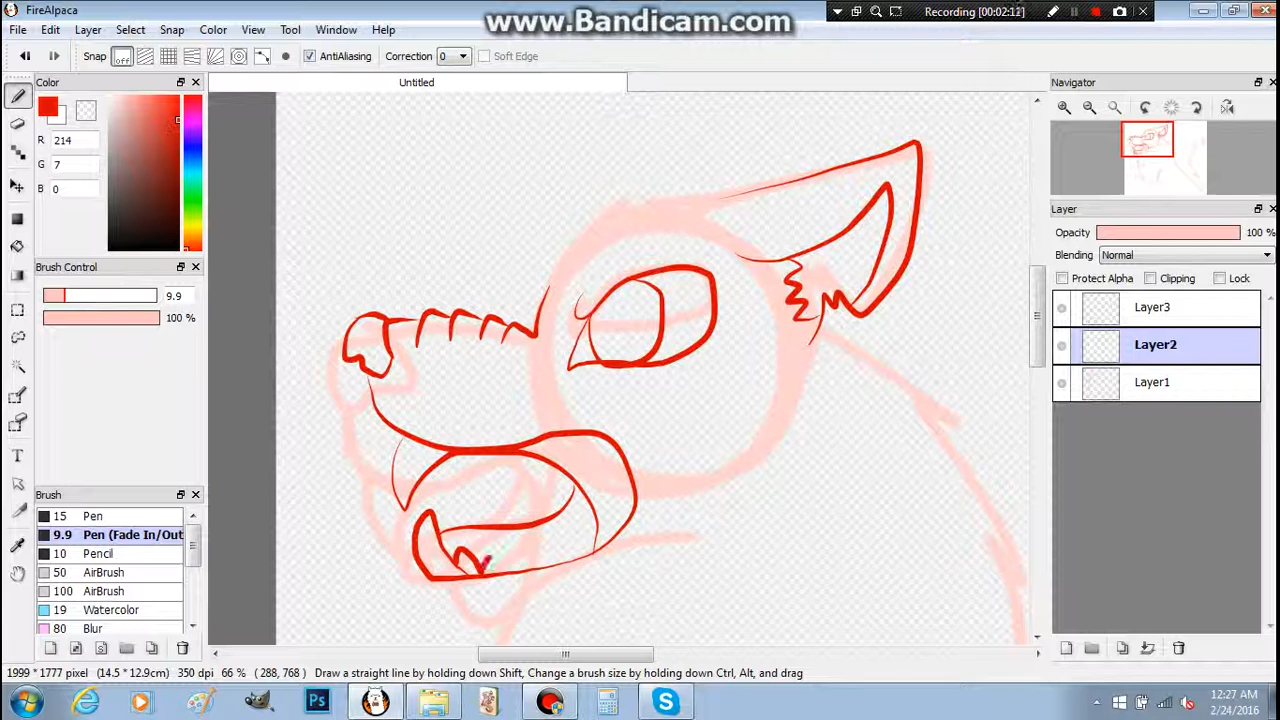 FireAlpaca
www.Bandicam.com
Recording [00:02:11]
File Edit Layer Select Snap Color View Tool Window Help
Snap off AntiAliasing Correction 0 Soft Edge
Color
Untitled
Navigator
R 214
G 7
B 0
Layer
Opacity 100 %
Blending Normal
Brush Control
Protect Alpha Clipping Lock
9.9
100 %
Layer3
Layer2
Layer1
Brush
15 Pen
9.9 Pen (Fade In/Out
10 Pencil
50 AirBrush
100 AirBrush
19 Watercolor
80 Blur
1999 * 1777 pixel (14.5 * 12.9cm) 350 dpi 66 % (288, 768) Draw a straight line by holding down Shift, Change a brush size by holding down Ctrl, Alt, and drag
Ps
12:27 AM
2/24/2016